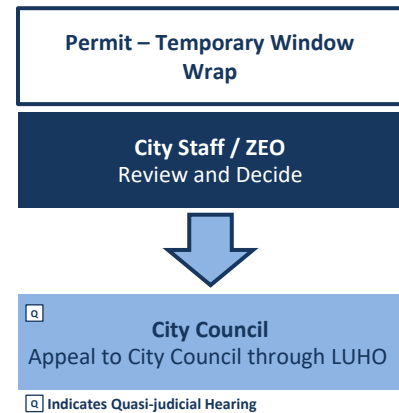 Permit – Temporary Window
Wrap
City Staff / ZEO
Review and Decide
Q
City Council
Appeal to City Council through LUHO
Q Indicates Quasi-judicial Hearing